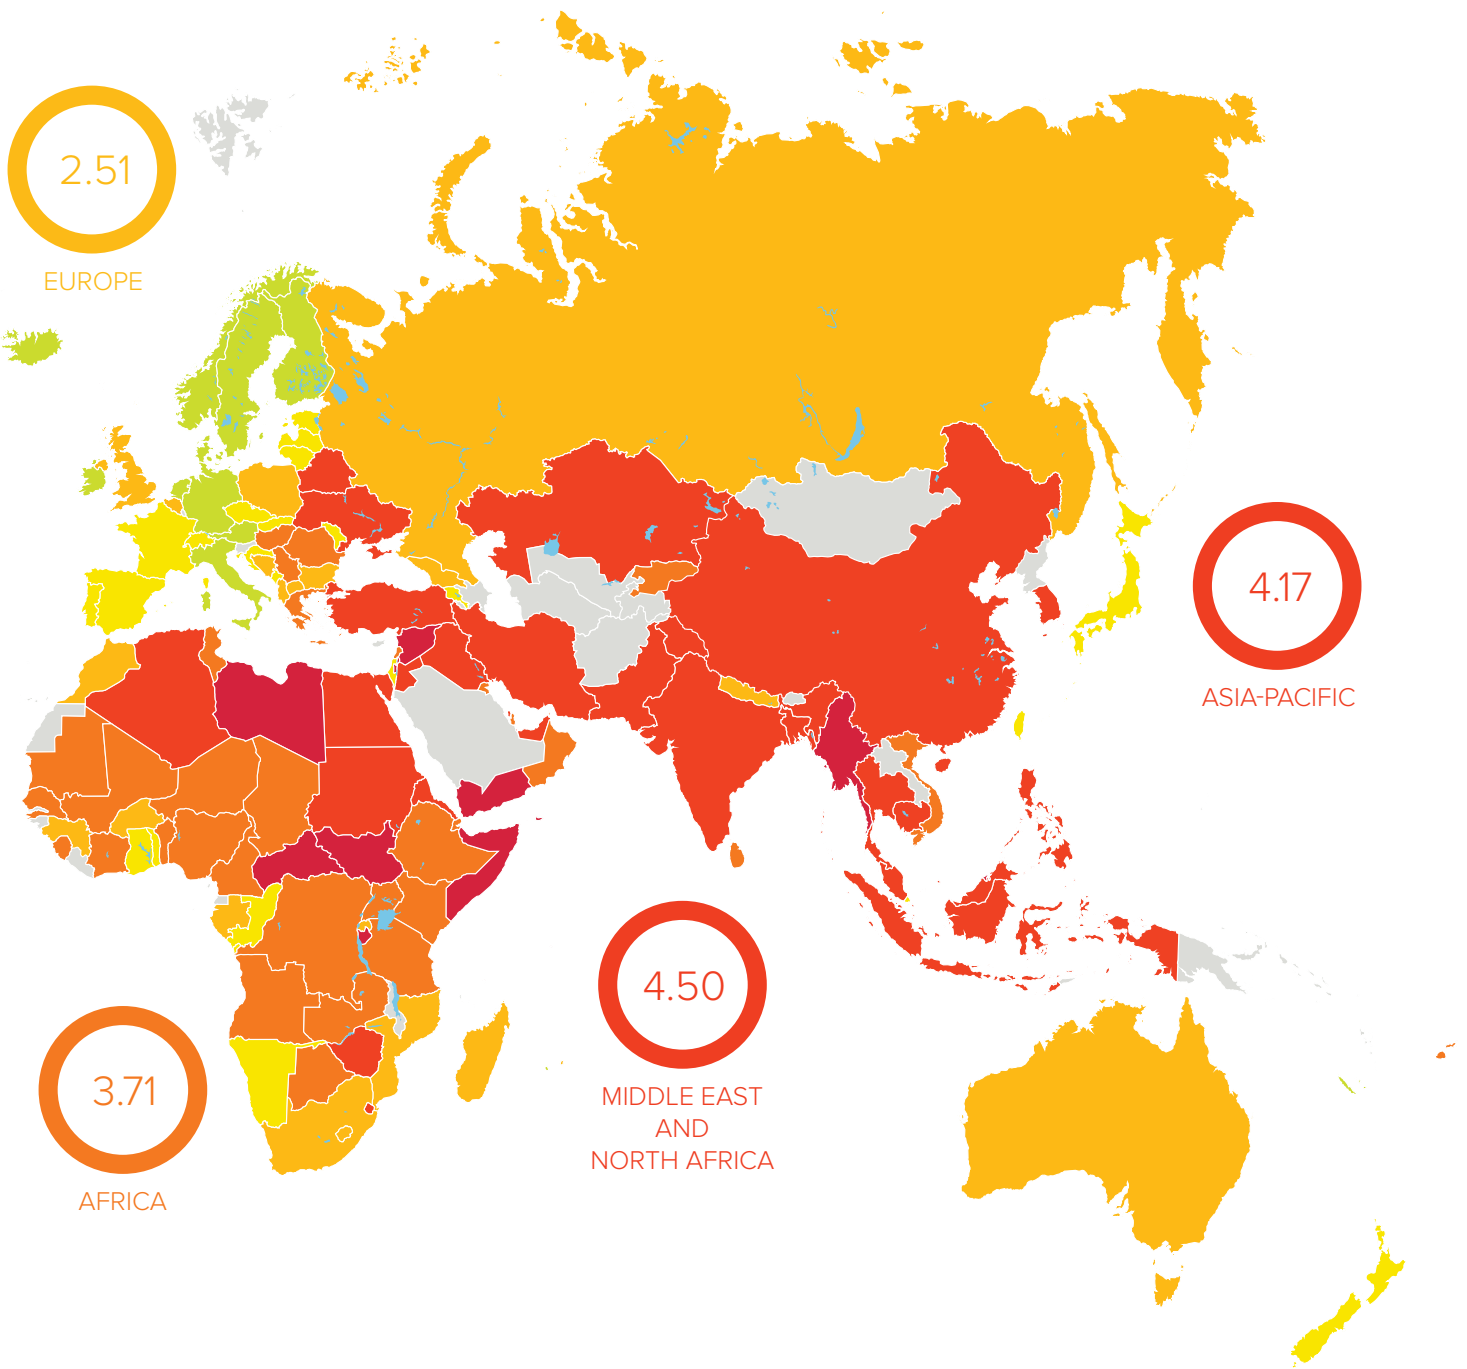 2.51
EUROPE
4.17
ASIA-PACIFIC
4.50
MIDDLE EAST
AND
NORTH AFRICA
3.71
AFRICA